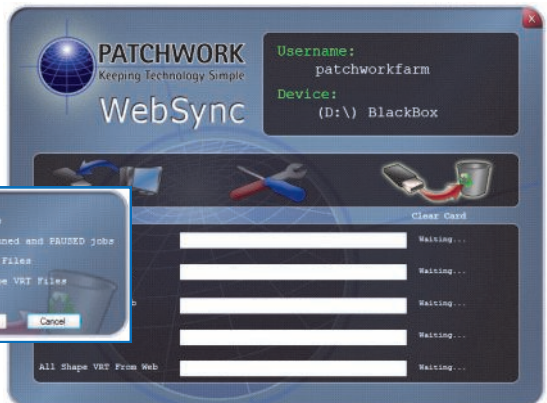 X
PATCHWORK
Keeping Technology Simple
WebSync
Username:
patchworkfarm
Device:
(D:\) BlackBox
Clear Card
and PAUSED jobs
Files
VRT Files
Cancel
Waiting...
Waiting...
Waiting...
Waiting...
All Shape VRT From Web
Waiting...